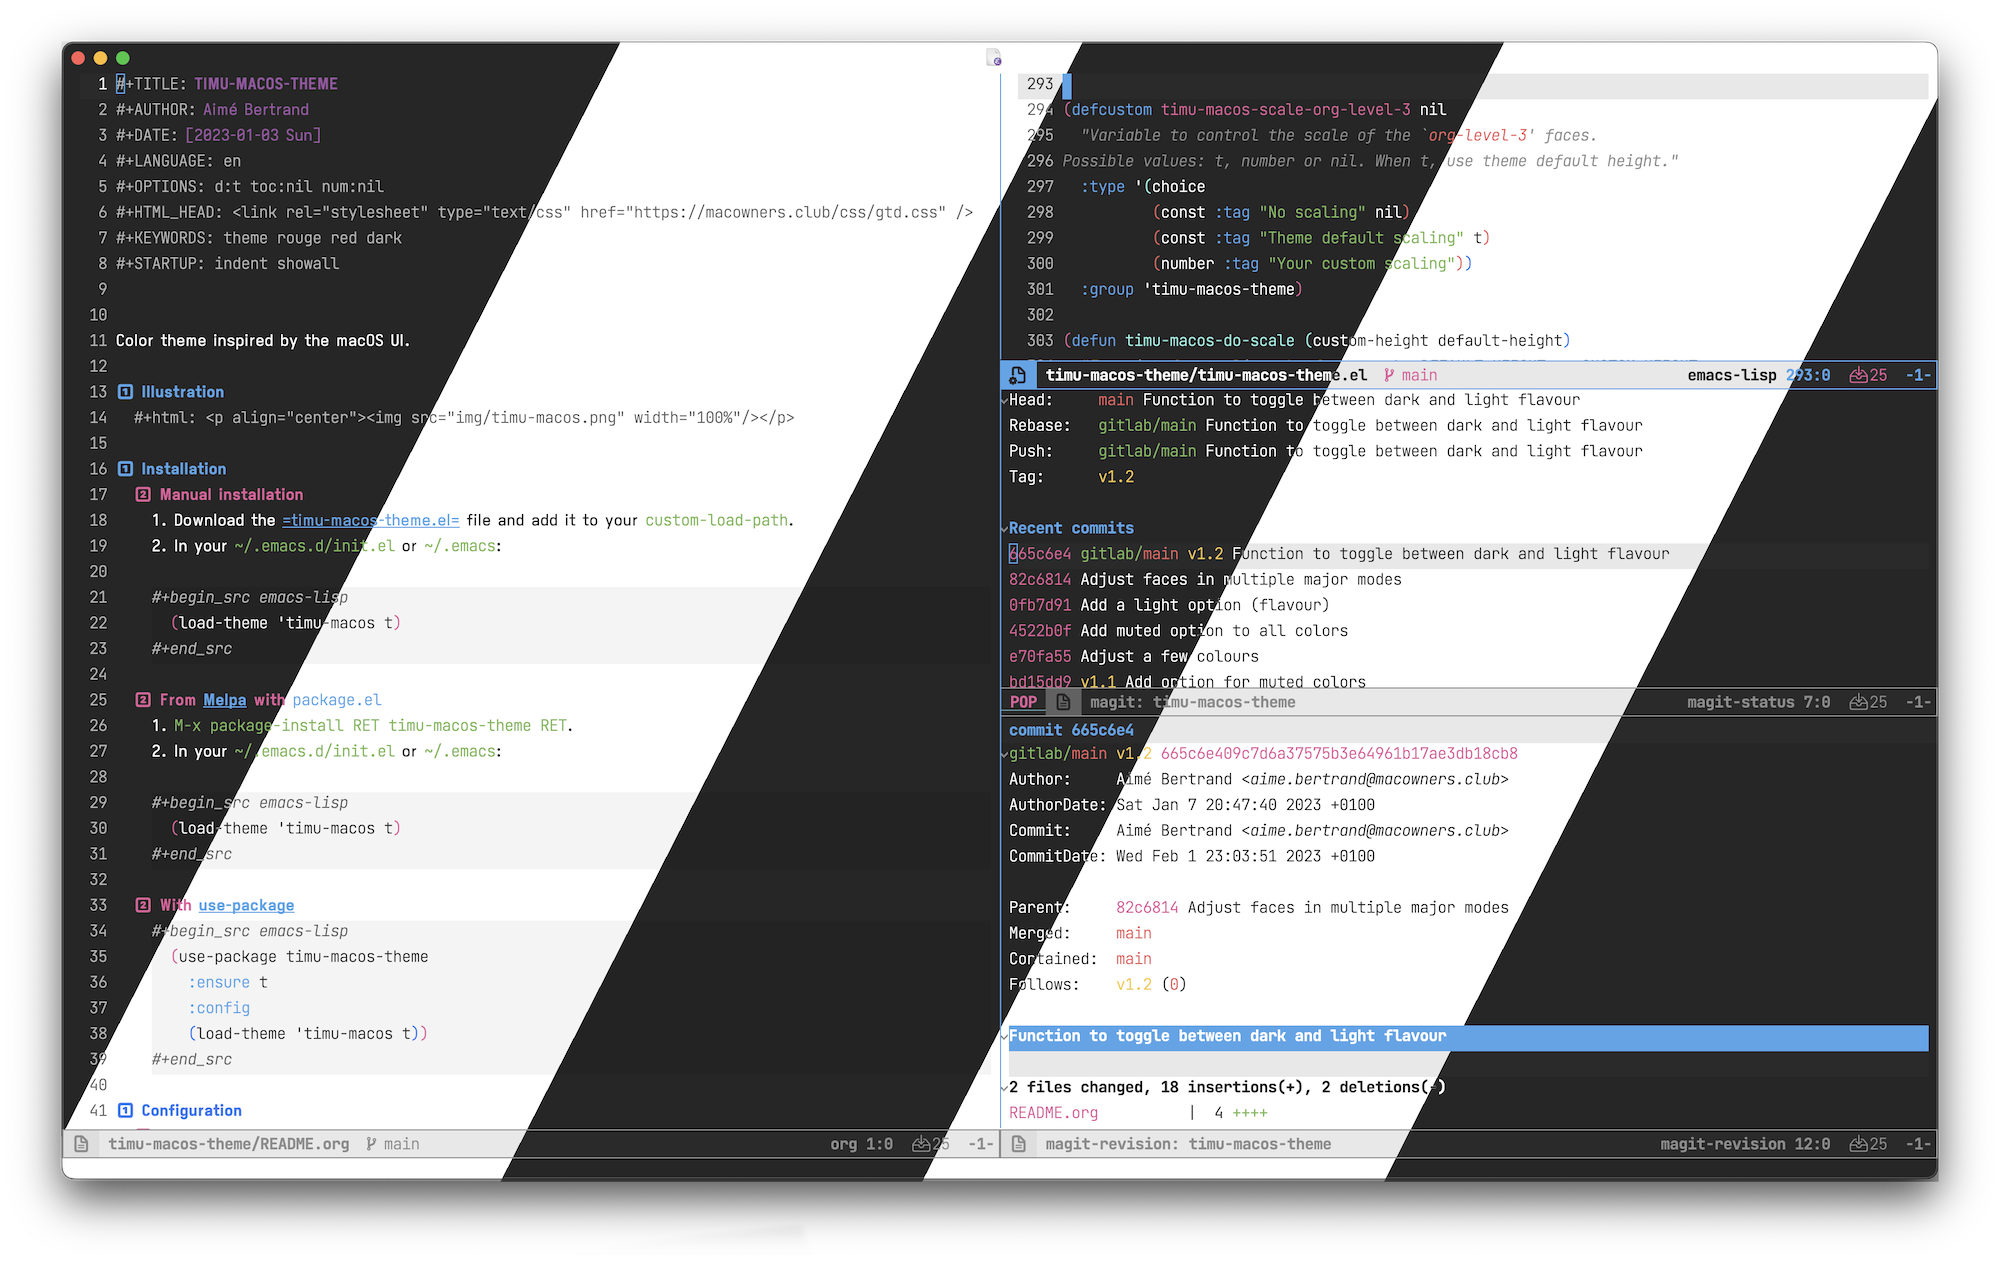 1 #+TITLE: TIMU-MACOS-THEME
2 #+AUTHOR: Aimé Bertrand
3 #+DATE: [2023-01-03 Sun]
4 #+LANGUAGE: en
5 #+OPTIONS: d:t toc:nil num:nil
6 #+HTML_HEAD: <link rel="stylesheet" type="text/css" href="https://macowners.club/css/gtd.css" />
7 #+KEYWORDS: theme rouge red dark
8 #+STARTUP: indent showall
9
10
11 Color theme inspired by the macOS UI.
12
13 1 Illustration
14 #+html: <p align="center"><img src="img/timu-macos.png" width="100%"/></p>
15
16 1 Installation
17 2 Manual installation
18 1. Download the =timu-macos-theme.el= file and add it to your custom-load-path.
19 2. In your ~/.emacs.d/init.el or ~/.emacs:
20
21 #+begin_src emacs-lisp
22 (load-theme 'timu-macos t)
23 #+end_src
24
25 2 From Melpa with package.el
26 1. M-x package-install RET timu-macos-theme RET.
27 2. In your ~/.emacs.d/init.el or ~/.emacs:
28
29 #+begin_src emacs-lisp
30 (load-theme 'timu-macos t)
31 #+end_src
32
33 2 With use-package
34 #+begin_src emacs-lisp
35 (use-package timu-macos-theme
36 :ensure t
37 :config
38 (load-theme 'timu-macos t))
39 #+end_src
40
41 1 Configuration
timu-macos-theme/README.org main org 1:0 25 -1-
293
294 (defcustom timu-macos-scale-org-level-3 nil
295 "Variable to control the scale of the `org-level-3' faces.
296 Possible values: t, number or nil. When t, use theme default height."
297 :type '(choice
298 (const :tag "No scaling" nil)
299 (const :tag "Theme default scaling" t)
300 (number :tag "Your custom scaling"))
301 :group 'timu-macos-theme)
302
303 (defun timu-macos-do-scale (custom-height default-height)
timu-macos-theme/timu-macos-theme.el main emacs-lisp 293:0 25 -1-
Head: main Function to toggle between dark and light flavour
Rebase: gitlab/main Function to toggle between dark and light flavour
Push: gitlab/main Function to toggle between dark and light flavour
Tag: v1.2
Recent commits
665c6e4 gitlab/main v1.2 Function to toggle between dark and light flavour
82c6814 Adjust faces in multiple major modes
0fb7d91 Add a light option (flavour)
4522b0f Add muted option to all colors
e70fa55 Adjust a few colours
bd15dd9 v1.1 Add option for muted colors
POP magit: timu-macos-theme magit-status 7:0 25 -1-
commit 665c6e4
gitlab/main v1.2 665c6e409c7d6a37575b3e64961b17ae3db18cb8
Author: Aimé Bertrand <aime.bertrand@macowners.club>
AuthorDate: Sat Jan 7 20:47:40 2023 +0100
Commit: Aimé Bertrand <aime.bertrand@macowners.club>
CommitDate: Wed Feb 1 23:03:51 2023 +0100
Parent: 82c6814 Adjust faces in multiple major modes
Merged: main
Contained: main
Follows: v1.2 (0)
Function to toggle between dark and light flavour
2 files changed, 18 insertions(+), 2 deletions(-)
README.org | 4 ++++
magit-revision: timu-macos-theme magit-revision 12:0 25 -1-